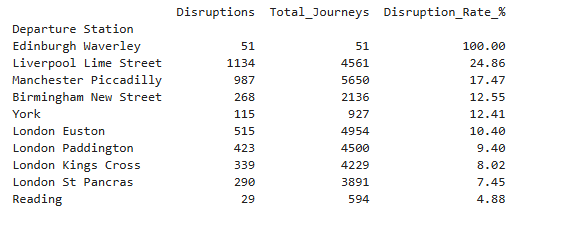 Disruptions Total_Journeys Disruption_Rate_%
Departure Station
Edinburgh Waverley 51 51 100.00
Liverpool Lime Street 1134 4561 24.86
Manchester Piccadilly 987 5650 17.47
Birmingham New Street 268 2136 12.55
York 115 927 12.41
London Euston 515 4954 10.40
London Paddington 423 4500 9.40
London Kings Cross 339 4229 8.02
London St Pancras 290 3891 7.45
Reading 29 594 4.88